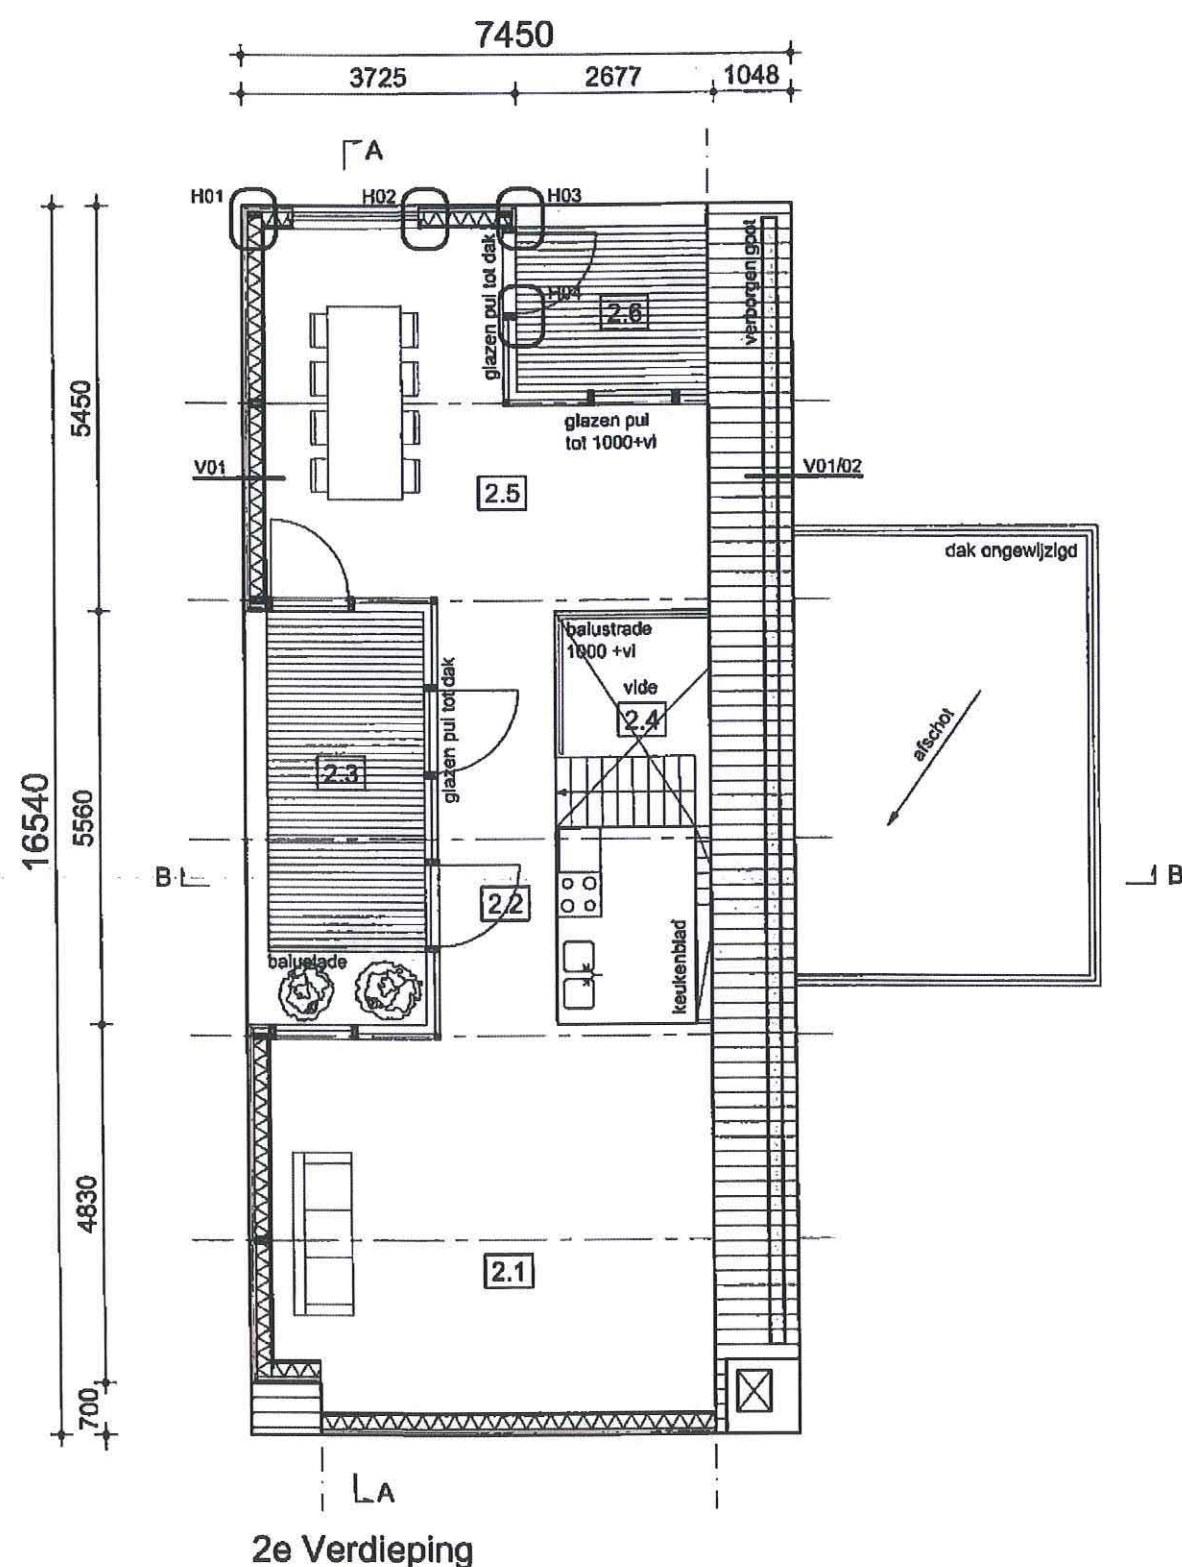 7450
3725
2677
1048
A
H01
H02
H03
glazen pui tot dak
H04
2.6
verborgen goot
5450
glazen pui
tot 1000+vl
V01
V01/02
2.5
dak ongewijzigd
balustrade
1000 +vl
vide
2.4
afschot
glazen pui tot dak
2.3
16540
5560
B
B
2.2
keukenblad
4830
2.1
700
A
2e Verdieping